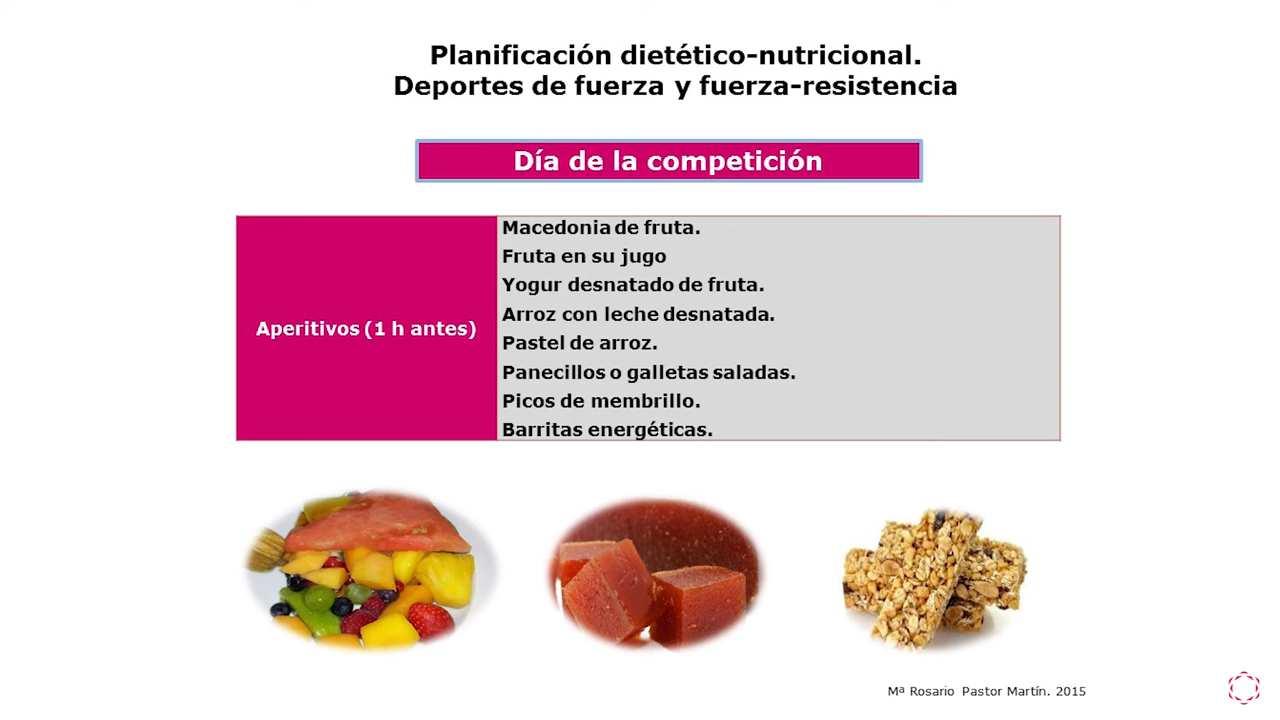 Planificación dietético-nutricional.
Deportes de fuerza y fuerza-resistencia
Día de la competición
Aperitivos (1 h antes)
Macedonia de fruta.
Fruta en su jugo
Yogur desnatado de fruta.
Arroz con leche desnatada.
Pastel de arroz.
Panecillos o galletas saladas.
Picos de membrillo.
Barritas energéticas.
Mª Rosario Pastor Martín. 2015